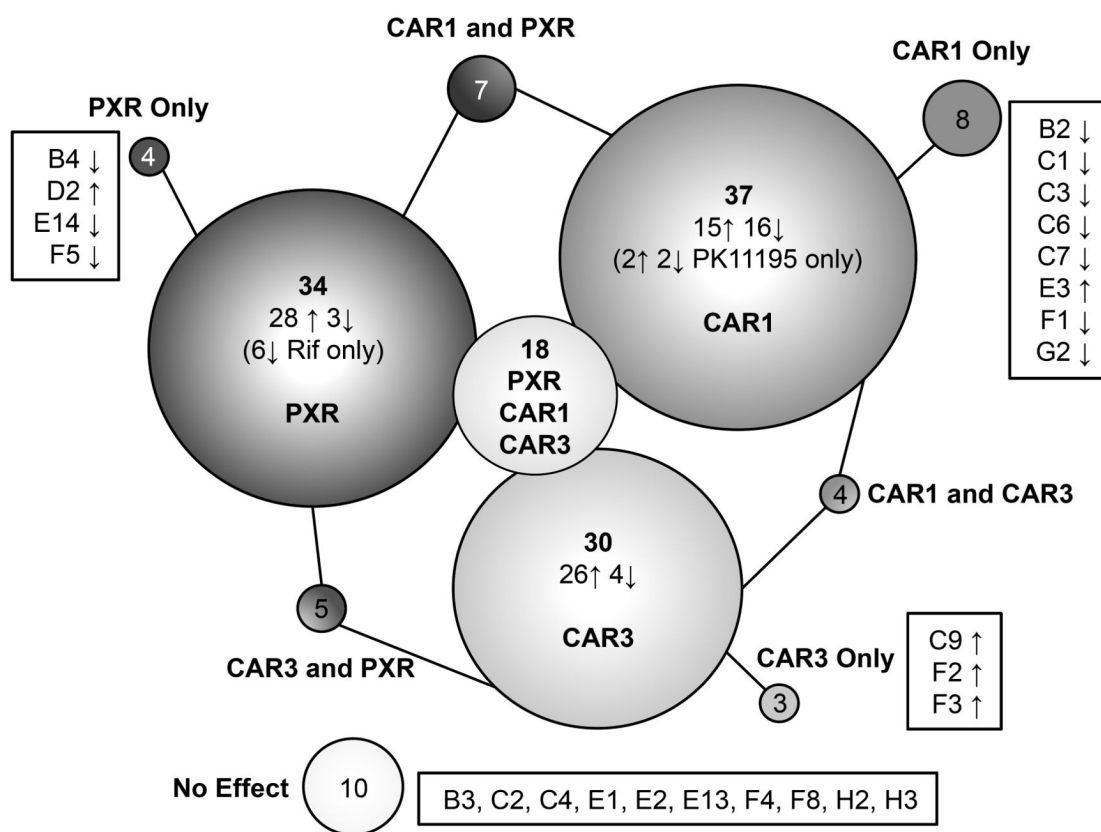 CAR1 and PXR
7
CAR1 Only
8
B2 ↓
C1 ↓
C3 ↓
C6 ↓
C7 ↓
E3 ↑
F1 ↓
G2 ↓
PXR Only
4
B4 ↓
D2 ↑
E14 ↓
F5 ↓
37
15↑ 16↓
(2↑ 2↓ PK11195 only)
CAR1
34
28 ↑ 3↓
(6↓ Rif only)
PXR
18
PXR
CAR1
CAR3
4
CAR1 and CAR3
30
26↑ 4↓
CAR3
5
CAR3 and PXR
CAR3 Only
3
C9 ↑
F2 ↑
F3 ↑
No Effect
10
B3, C2, C4, E1, E2, E13, F4, F8, H2, H3